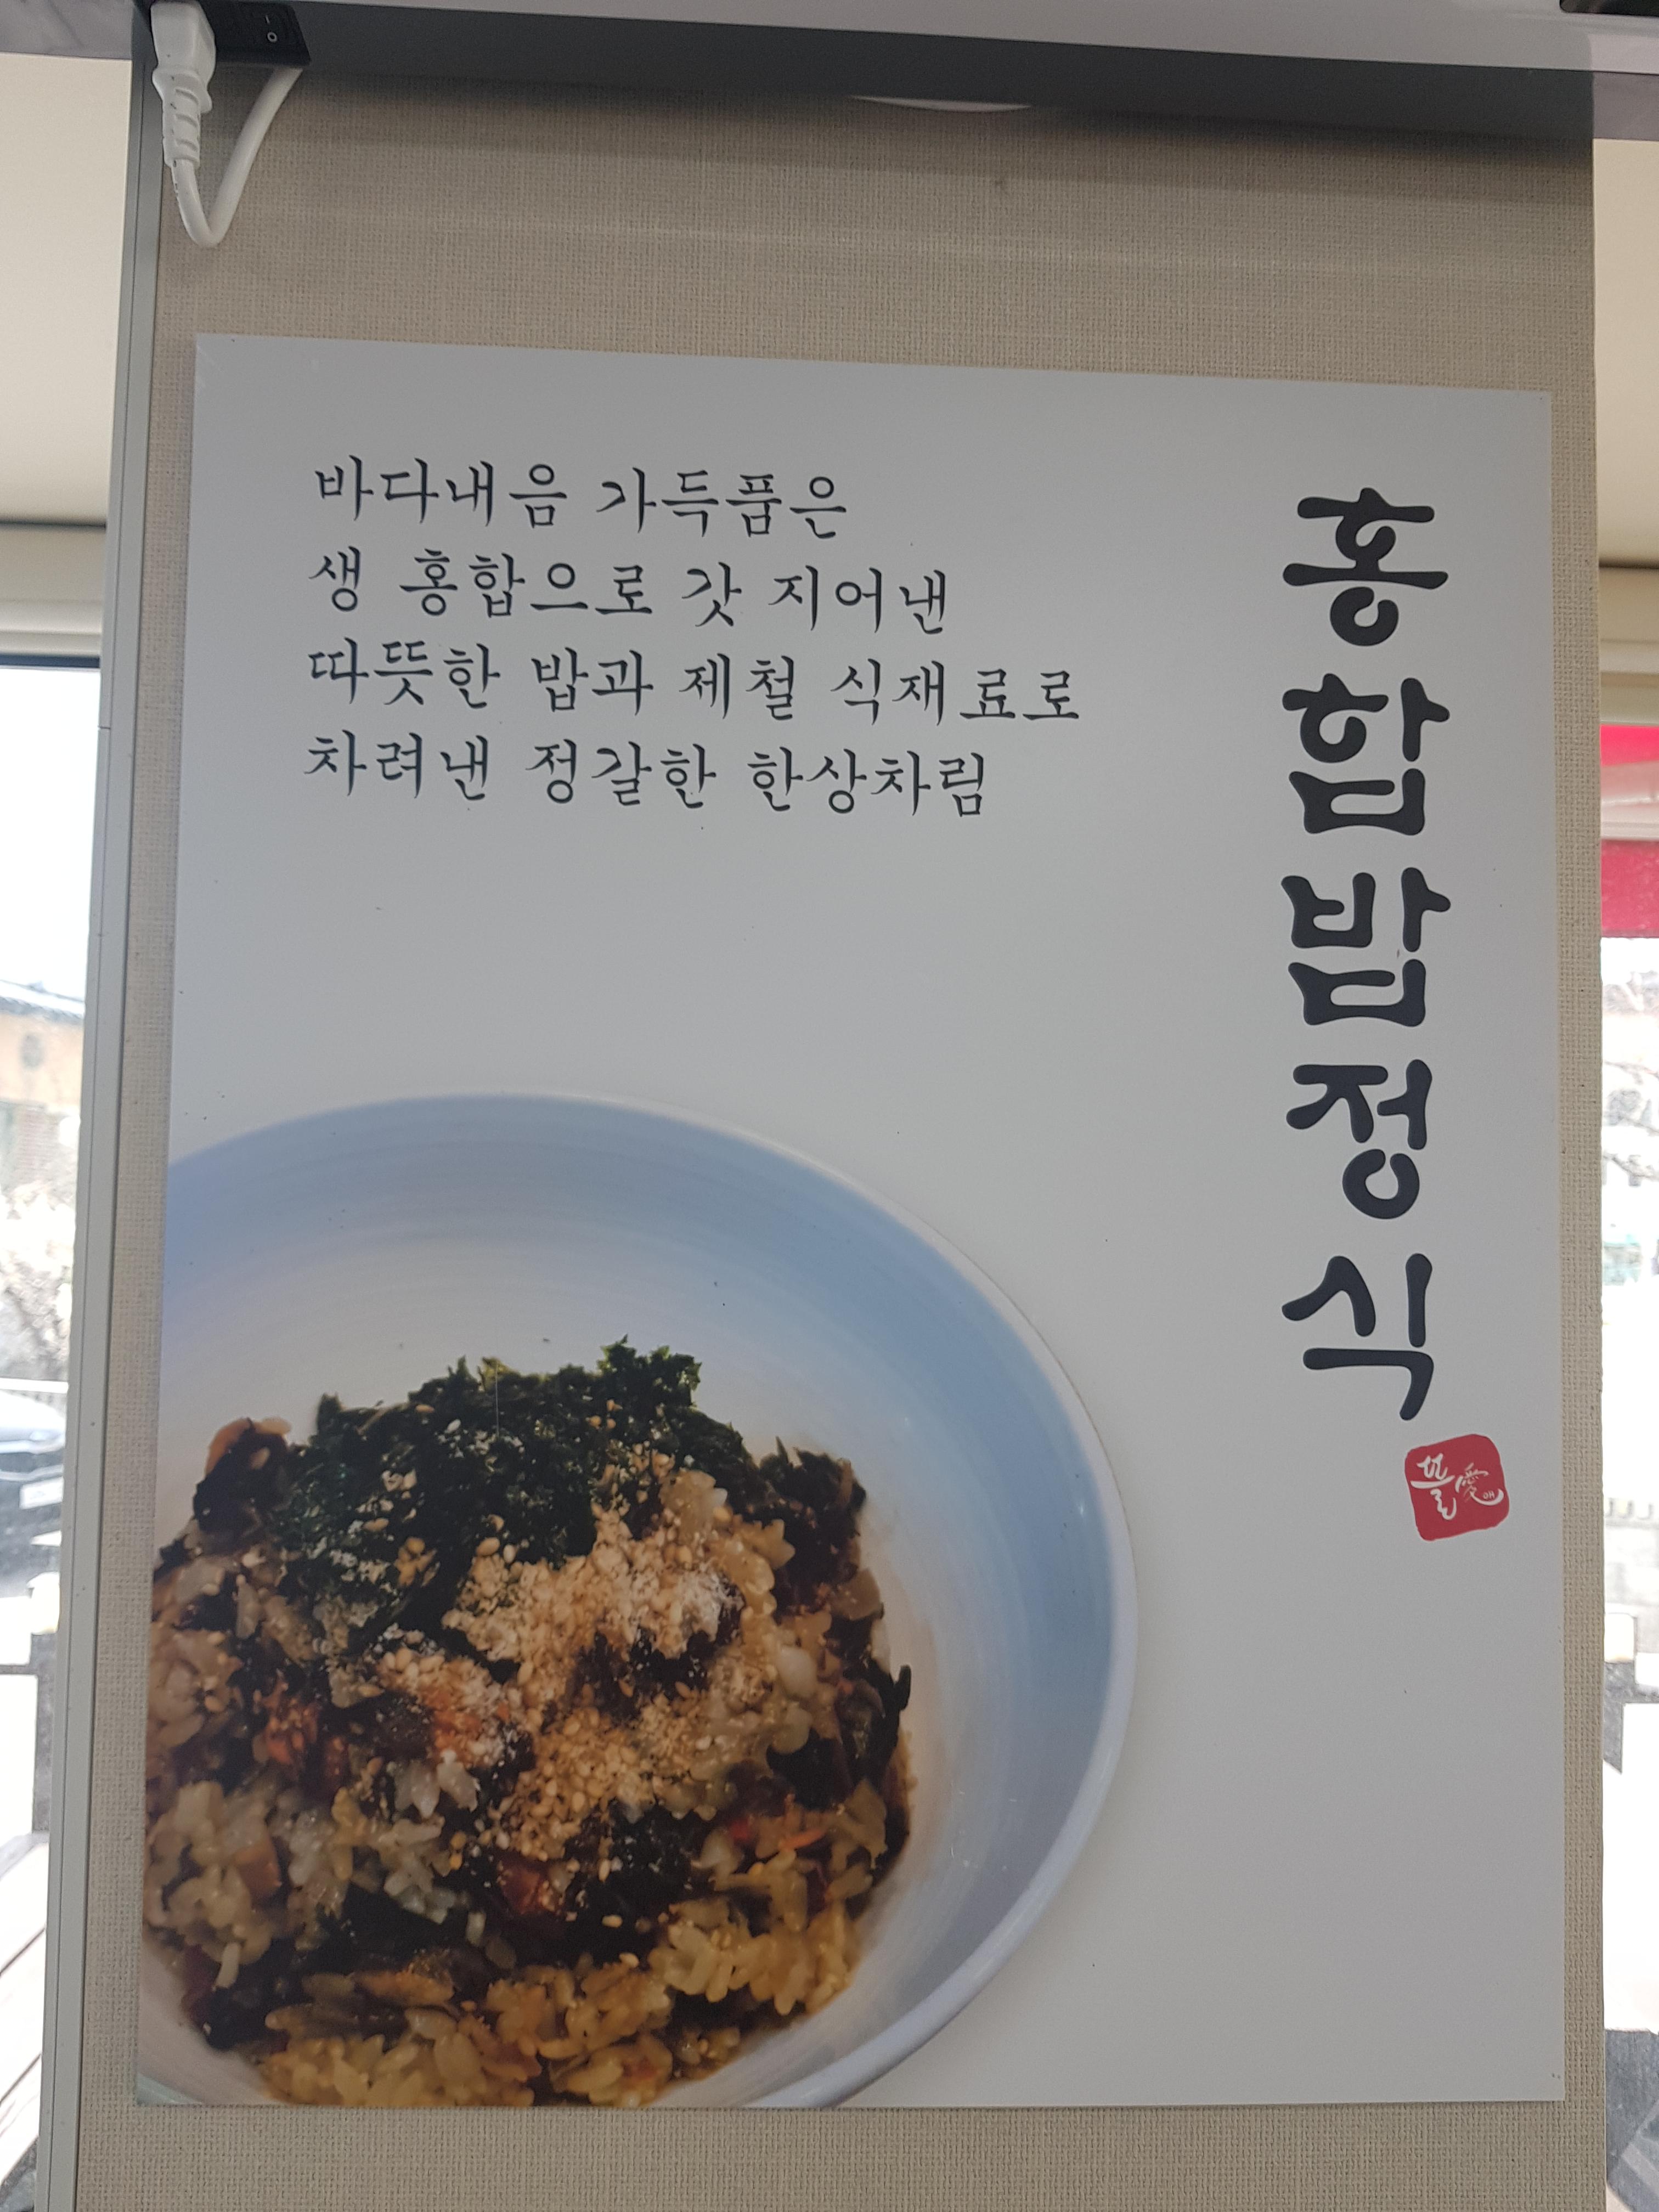 바다내음 가득품은
생 홍합으로 갓 지어낸
따뜻한 밥과 제철 식재료로
차려낸 정갈한 한상차림
홍합밥정식
愛
애